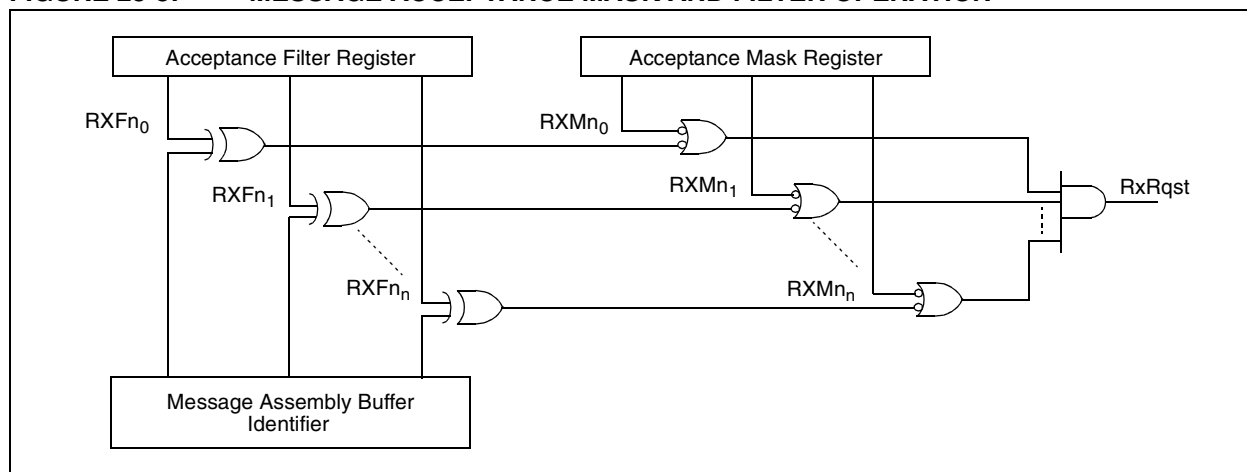 Acceptance Filter Register
Acceptance Mask Register
RXFn0
RXMn0
RXFn1
RXMn1
RxRqst
RXFnn
RXMnn
Message Assembly Buffer
Identifier